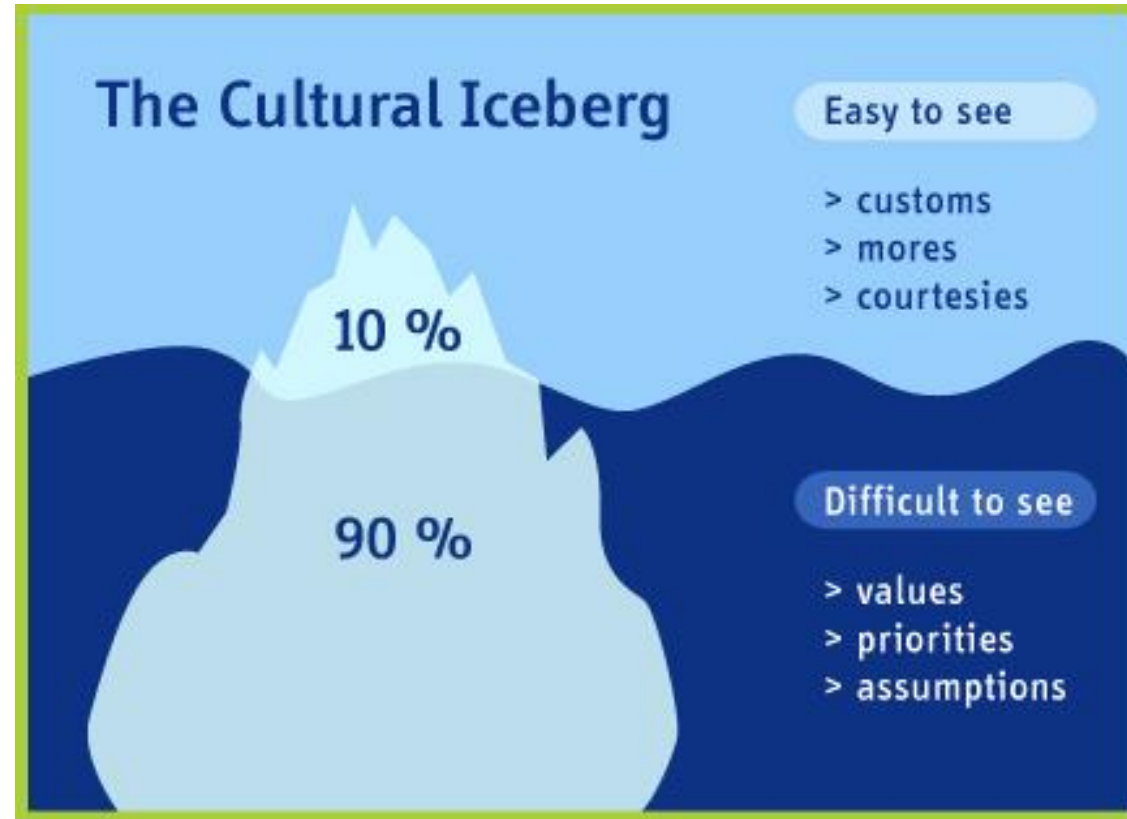 The Cultural Iceberg
Easy to see
> customs
> mores
> courtesies
10 %
90 %
Difficult to see
> values
> priorities
> assumptions